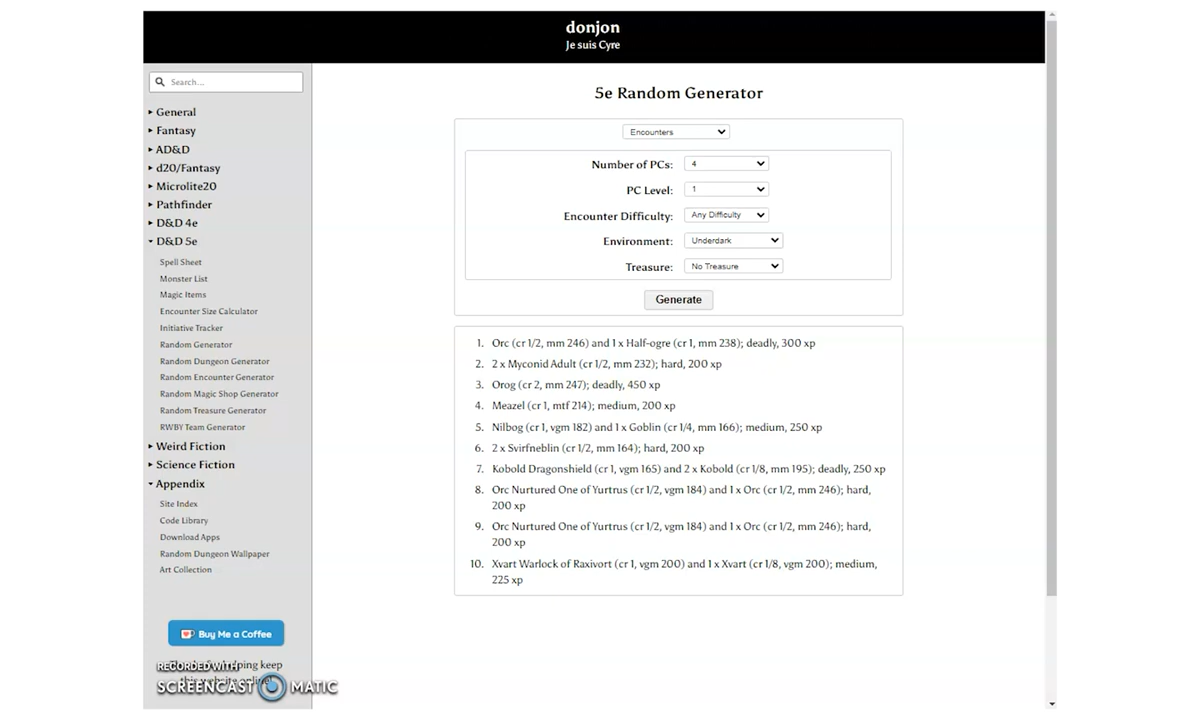 donjon
Je suis Cyre
Search...
General
Fantasy
AD&D
d20/Fantasy
Microlite20
Pathfinder
D&D 4e
D&D 5e
Spell Sheet
Monster List
Magic Items
Encounter Size Calculator
Initiative Tracker
Random Generator
Random Dungeon Generator
Random Encounter Generator
Random Magic Shop Generator
Random Treasure Generator
RWBY Team Generator
Weird Fiction
Science Fiction
Appendix
Site Index
Code Library
Download Apps
Random Dungeon Wallpaper
Art Collection
Buy Me a Coffee
keep
this website online!
RECORDED WITH
SCREENCAST MATIC
5e Random Generator
Encounters
Number of PCs: 4
PC Level: 1
Encounter Difficulty: Any Difficulty
Environment: Underdark
Treasure: No Treasure
Generate
1. Orc (cr 1/2, mm 246) and 1 x Half-ogre (cr 1, mm 238); deadly, 300 xp
2. 2 x Myconid Adult (cr 1/2, mm 232); hard, 200 xp
3. Orog (cr 2, mm 247); deadly, 450 xp
4. Meazel (cr 1, mtf 214); medium, 200 xp
5. Nilbog (cr 1, vgm 182) and 1 x Goblin (cr 1/4, mm 166); medium, 250 xp
6. 2 x Svirfneblin (cr 1/2, mm 164); hard, 200 xp
7. Kobold Dragonshield (cr 1, vgm 165) and 2 x Kobold (cr 1/8, mm 195); deadly, 250 xp
8. Orc Nurtured One of Yurtrus (cr 1/2, vgm 184) and 1 x Orc (cr 1/2, mm 246); hard,
200 xp
9. Orc Nurtured One of Yurtrus (cr 1/2, vgm 184) and 1 x Orc (cr 1/2, mm 246); hard,
200 xp
10. Xvart Warlock of Raxivort (cr 1, vgm 200) and 1 x Xvart (cr 1/8, vgm 200); medium,
225 xp